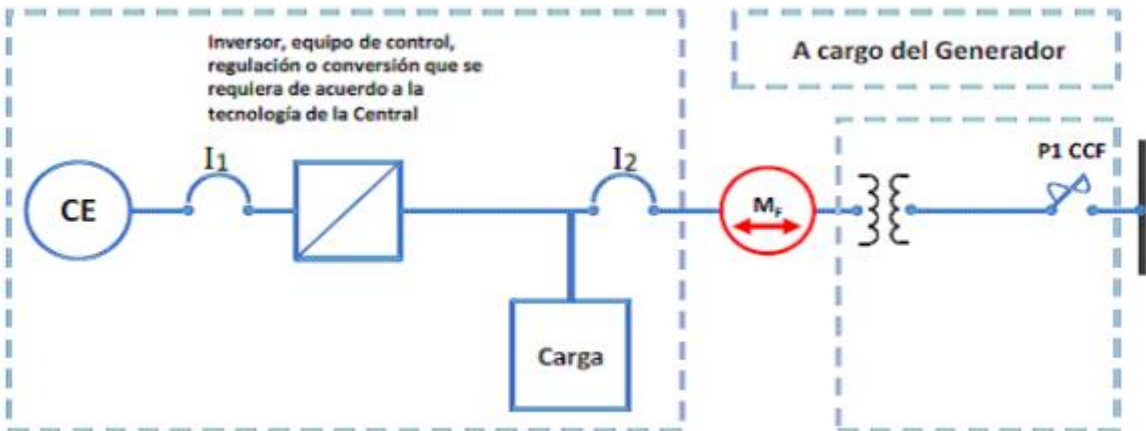 Inversor, equipo de control,
regulación o conversión que se
requiera de acuerdo a la
tecnología de la Central
A cargo del Generador
I1
I2
P1 CCF
CE
MF
Carga